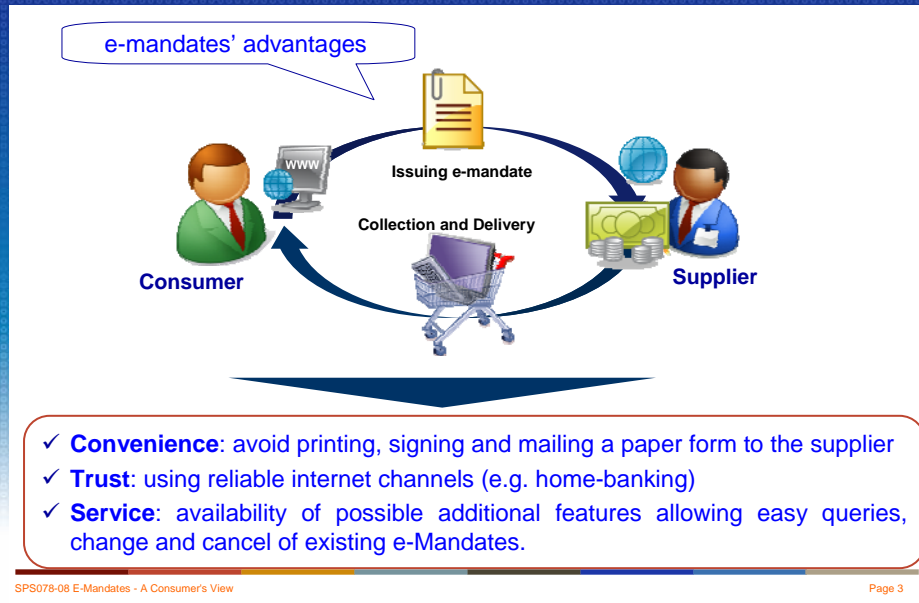 e-mandates' advantages
www
Issuing e-mandate
Collection and Delivery
Consumer
Supplier
✓ Convenience: avoid printing, signing and mailing a paper form to the supplier
✓ Trust: using reliable internet channels (e.g. home-banking)
✓ Service: availability of possible additional features allowing easy queries,
change and cancel of existing e-Mandates.
SPS078-08 E-Mandates - A Consumer's View
Page 3